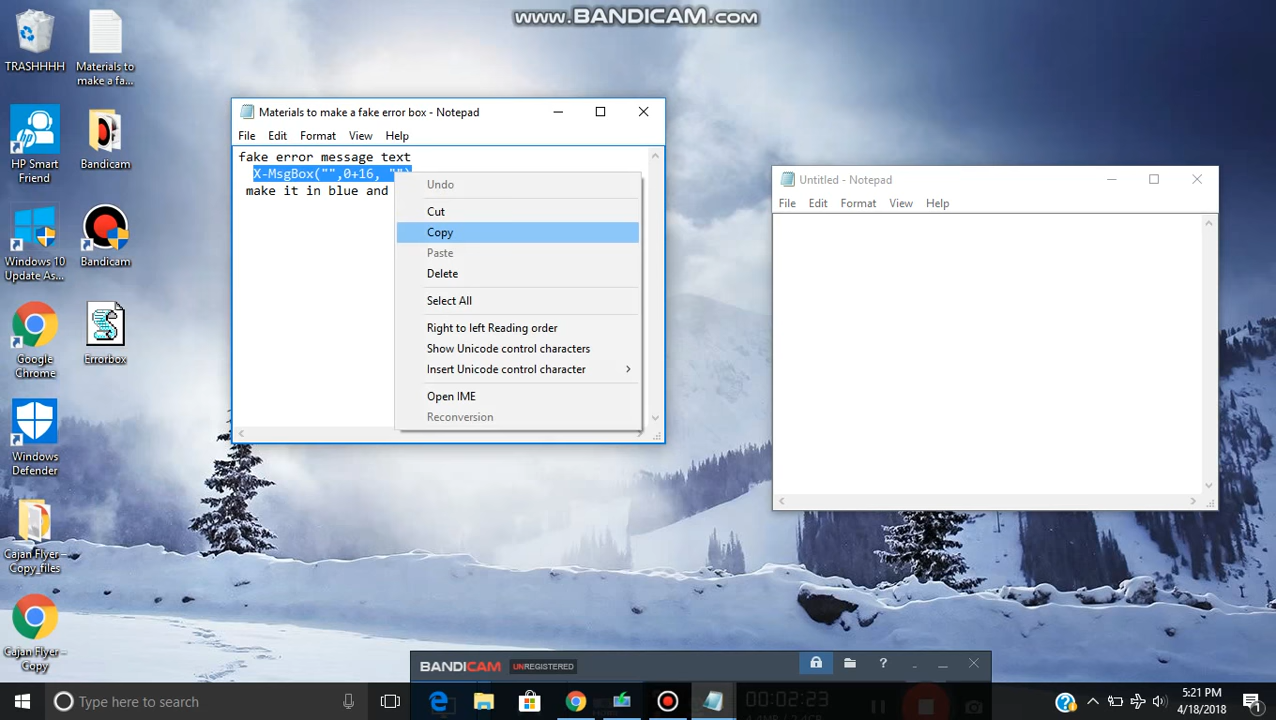 www.BANDICAM.com
TRASHHHH
Materials to
make a fa...
HP Smart
Friend
Bandicam
Windows 10
Update As...
Bandicam
Google
Chrome
Errorbox
Windows
Defender
Cajan Flyer –
Copy_files
Cajan Flyer –
Copy
Materials to make a fake error box - Notepad
File Edit Format View Help
fake error message text
X-MsgBox("",0+16, "")
make it in blue and
Undo
Cut
Copy
Paste
Delete
Select All
Right to left Reading order
Show Unicode control characters
Insert Unicode control character
Open IME
Reconversion
Untitled - Notepad
File Edit Format View Help
BANDICAM UNREGISTERED
00:02:23
Type here to search
5:21 PM
4/18/2018